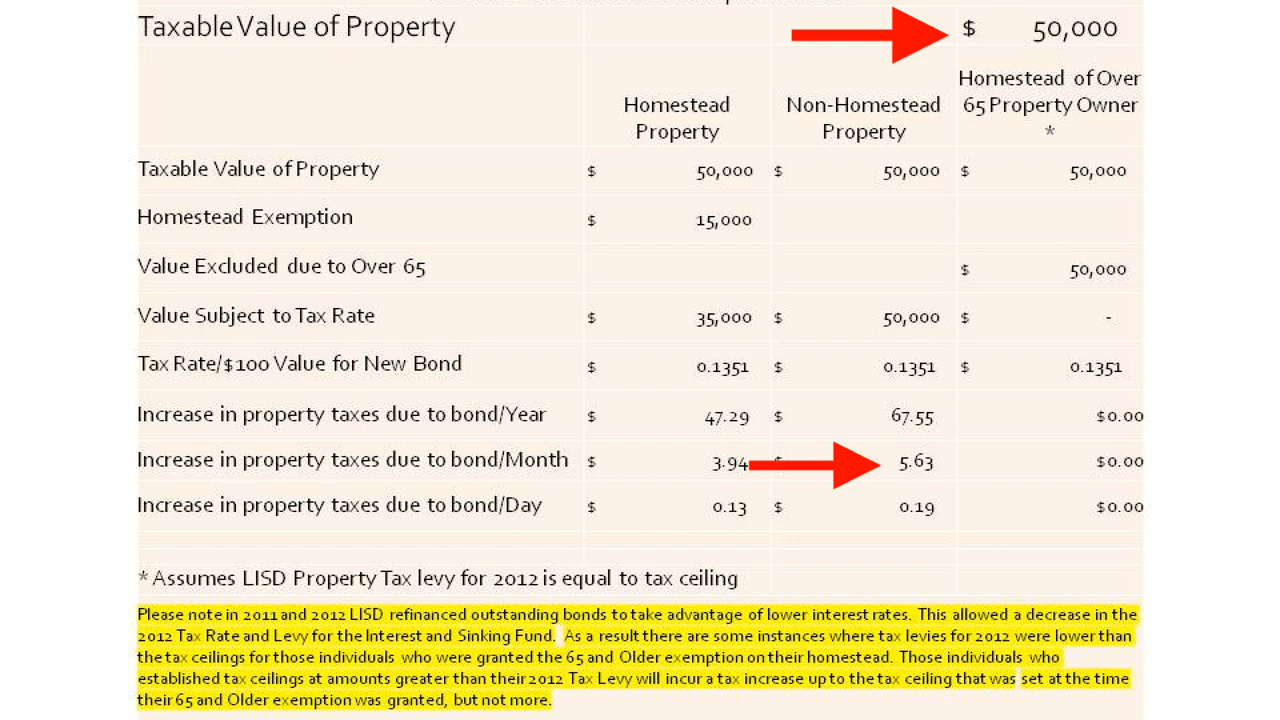 Taxable Value of Property $ 50,000
Homestead Property Non-Homestead Property Homestead of Over 65 Property Owner *
Taxable Value of Property $ 50,000 $ 50,000 $ 50,000
Homestead Exemption $ 15,000
Value Excluded due to Over 65 $ 50,000
Value Subject to Tax Rate $ 35,000 $ 50,000 $ -
Tax Rate/$100 Value for New Bond $ 0.1351 $ 0.1351 $ 0.1351
Increase in property taxes due to bond/Year $ 47.29 $ 67.55 $0.00
Increase in property taxes due to bond/Month $ 3.94 5.63 $0.00
Increase in property taxes due to bond/Day $ 0.13 $ 0.19 $0.00
* Assumes LISD Property Tax levy for 2012 is equal to tax ceiling
Please note in 2011 and 2012 LISD refinanced outstanding bonds to take advantage of lower interest rates. This allowed a decrease in the
2012 Tax Rate and Levy for the Interest and Sinking Fund. As a result there are some instances where tax levies for 2012 were lower than
the tax ceilings for those individuals who were granted the 65 and Older exemption on their homestead. Those individuals who
established tax ceilings at amounts greater than their 2012 Tax Levy will incur a tax increase up to the tax ceiling that was set at the time
their 65 and Older exemption was granted, but not more.